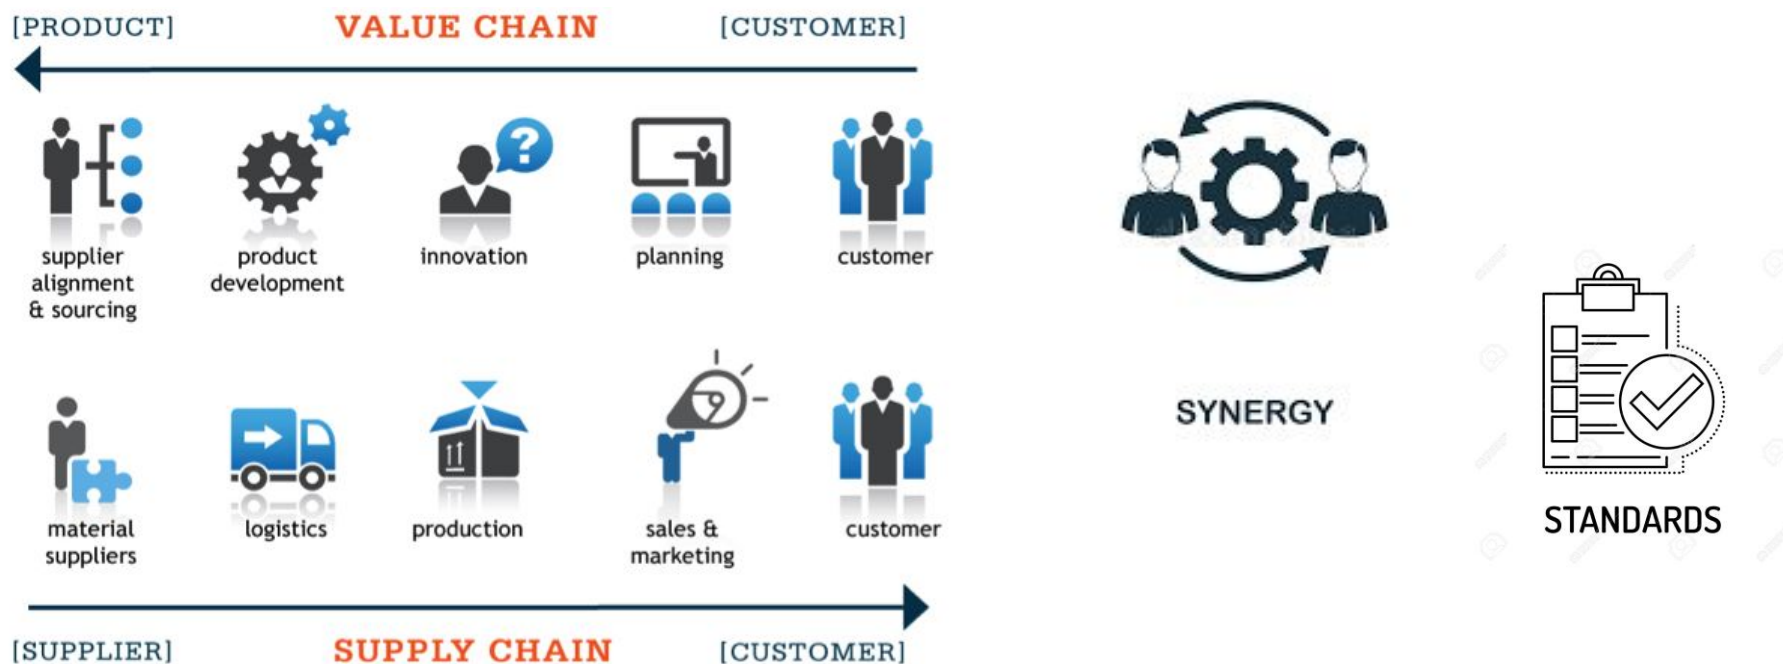 [PRODUCT] VALUE CHAIN [CUSTOMER]
supplier
alignment
& sourcing
product
development
innovation
planning
customer
material
suppliers
logistics
production
sales &
marketing
customer
[SUPPLIER] SUPPLY CHAIN [CUSTOMER]
SYNERGY
STANDARDS